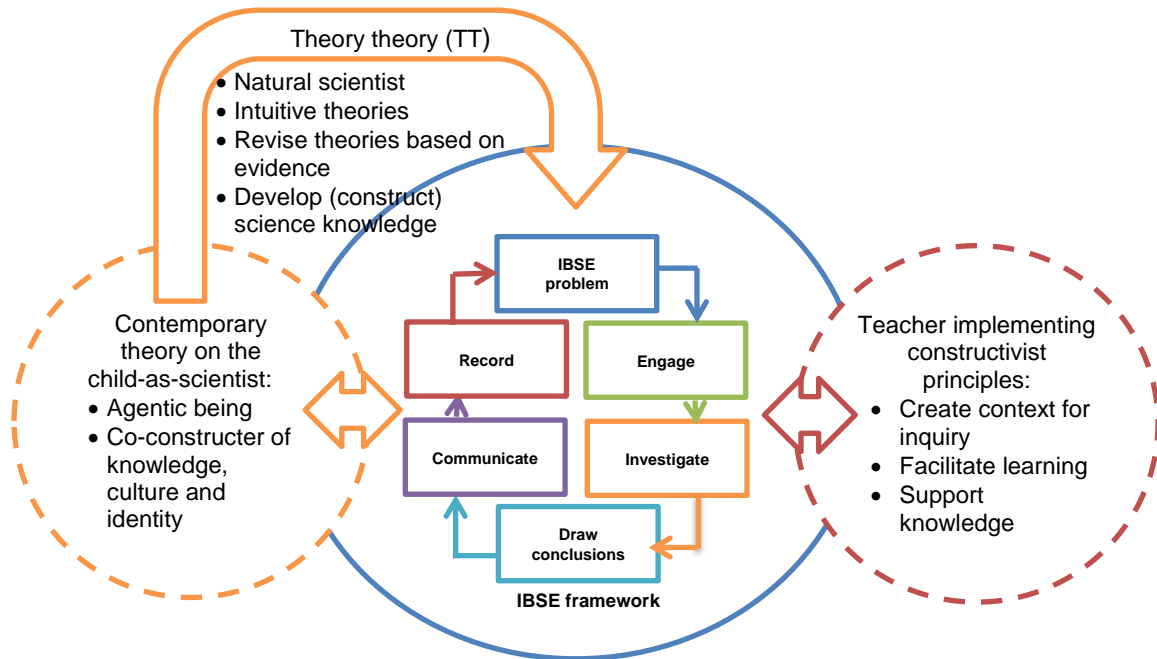 Theory theory (TT)
• Natural scientist
• Intuitive theories
• Revise theories based on
evidence
• Develop (construct)
science knowledge
Contemporary
theory on the
child-as-scientist:
• Agentic being
• Co-constructer of
knowledge,
culture and
identity
IBSE
problem
Record
Engage
Communicate
Investigate
Draw
conclusions
IBSE framework
Teacher implementing
constructivist
principles:
• Create context for
inquiry
• Facilitate learning
• Support
knowledge